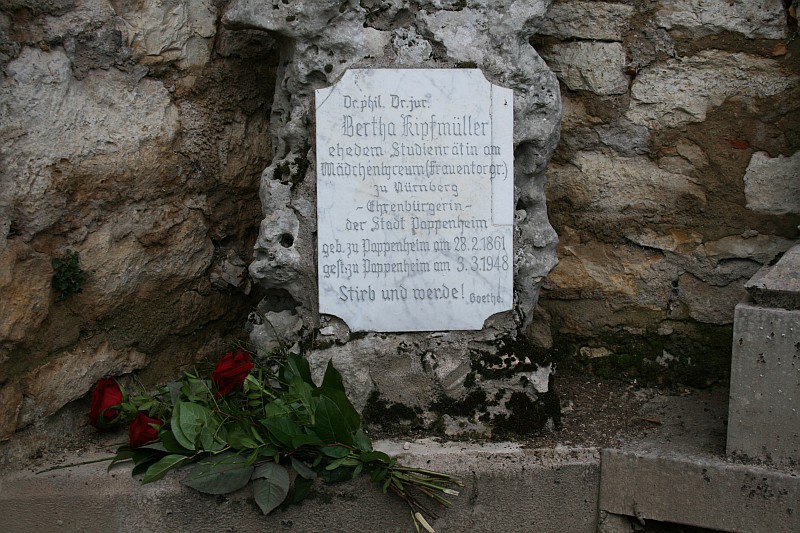 Dr. phil. Dr. jur.
Bertha Kipfmüller
ehedem Studienrätin am
Mädchenlyzeum (Frauentorgr.)
zu Nürnberg
- Ehrenbürgerin -
der Stadt Pappenheim
geb. zu Pappenheim am 28.2.1861
gest. zu Pappenheim am 3.3.1948
Stirb und werde! Goethe.